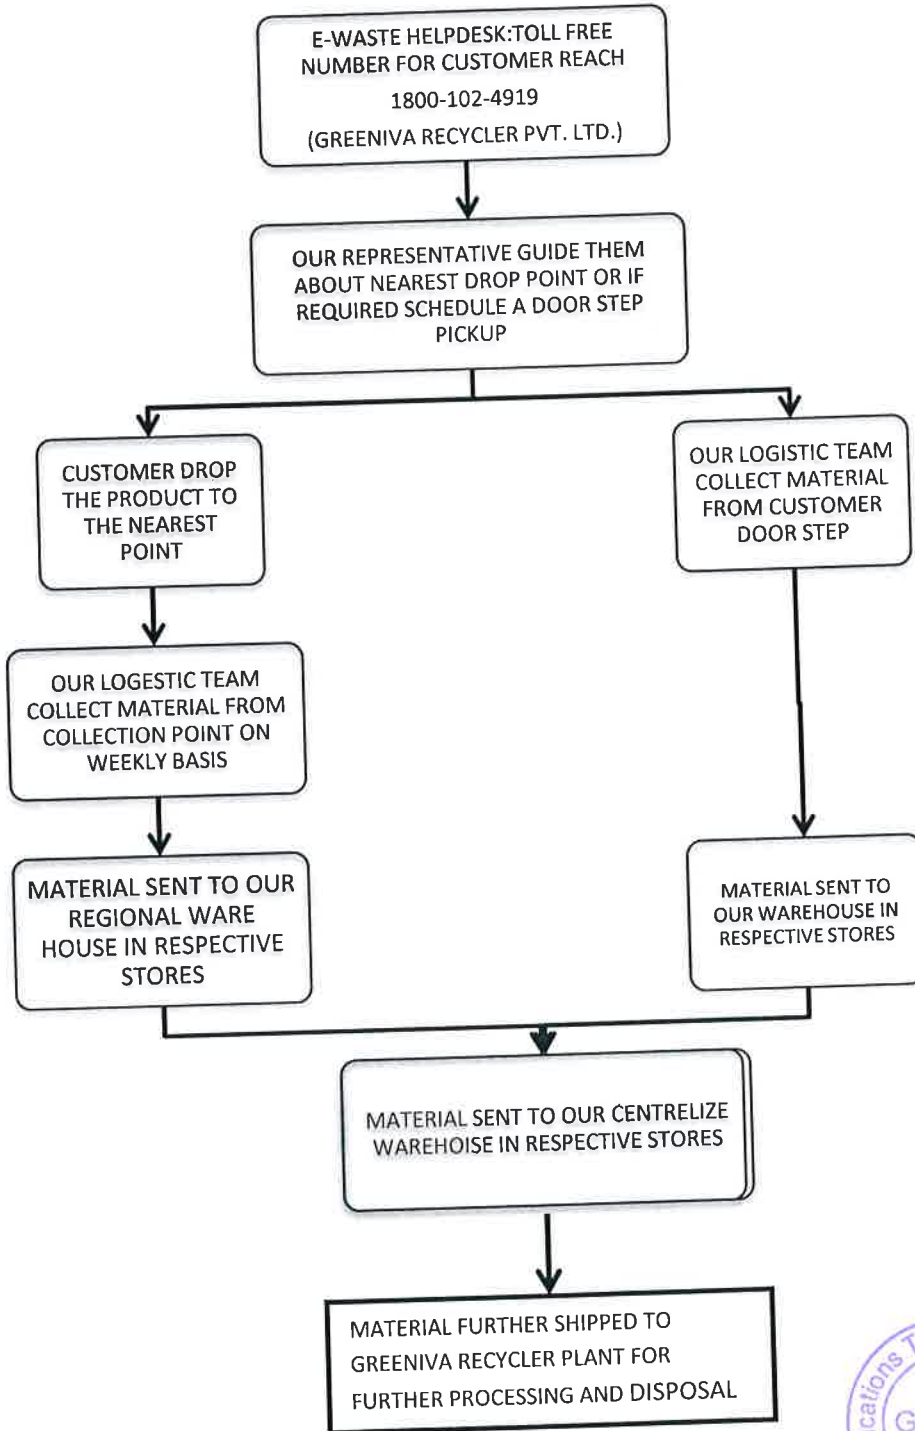 E-WASTE HELPDESK:TOLL FREE
NUMBER FOR CUSTOMER REACH
1800-102-4919
(GREENIVA RECYCLER PVT. LTD.)
OUR REPRESENTATIVE GUIDE THEM
ABOUT NEAREST DROP POINT OR IF
REQUIRED SCHEDULE A DOOR STEP
PICKUP
CUSTOMER DROP
THE PRODUCT TO
THE NEAREST
POINT
OUR LOGISTIC TEAM
COLLECT MATERIAL
FROM CUSTOMER
DOOR STEP
OUR LOGESTIC TEAM
COLLECT MATERIAL FROM
COLLECTION POINT ON
WEEKLY BASIS
MATERIAL SENT TO OUR
REGIONAL WARE
HOUSE IN RESPECTIVE
STORES
MATERIAL SENT TO
OUR WAREHOUSE IN
RESPECTIVE STORES
MATERIAL SENT TO OUR CENTRELIZE
WAREHOISE IN RESPECTIVE STORES
MATERIAL FURTHER SHIPPED TO
GREENIVA RECYCLER PLANT FOR
FURTHER PROCESSING AND DISPOSAL